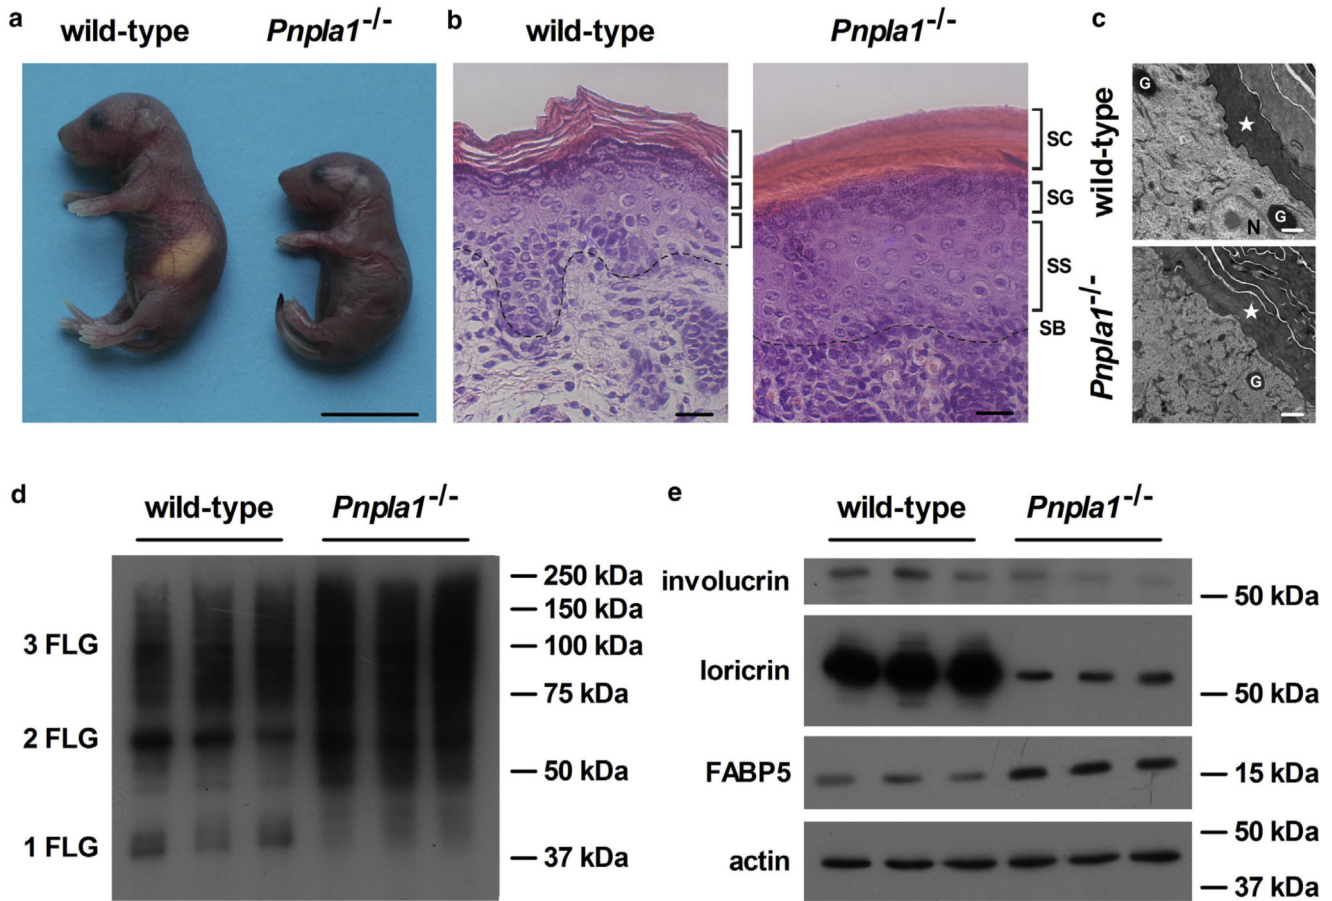 a
wild-type Pnpla1-/-
b
wild-type Pnpla1-/-
SC
SG
SS
SB
c
wild-type
G
G
N
Pnpla1-/-
G
d
wild-type Pnpla1-/-
250 kDa
150 kDa
3 FLG
100 kDa
75 kDa
2 FLG
50 kDa
1 FLG
37 kDa
e
wild-type Pnpla1-/-
involucrin
50 kDa
loricrin
50 kDa
FABP5
15 kDa
50 kDa
actin
37 kDa